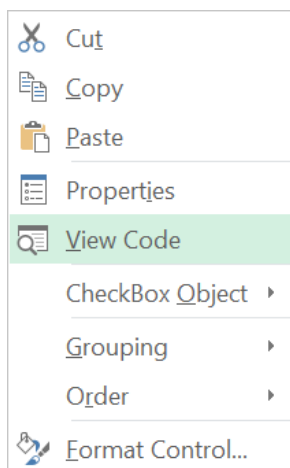 Cut
Copy
Paste
Properties
View Code
CheckBox Object
Grouping
Order
Format Control...